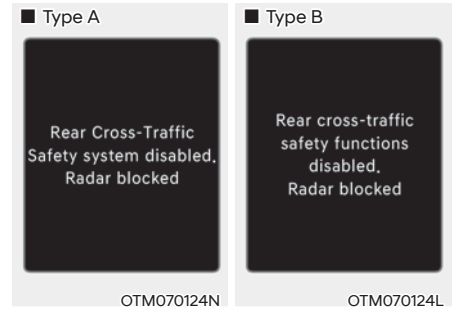 ■ Type A
Rear Cross-Traffic
Safety system disabled.
Radar blocked
OTM070124N
■ Type B
Rear cross-traffic
safety functions
disabled.
Radar blocked
OTM070124L